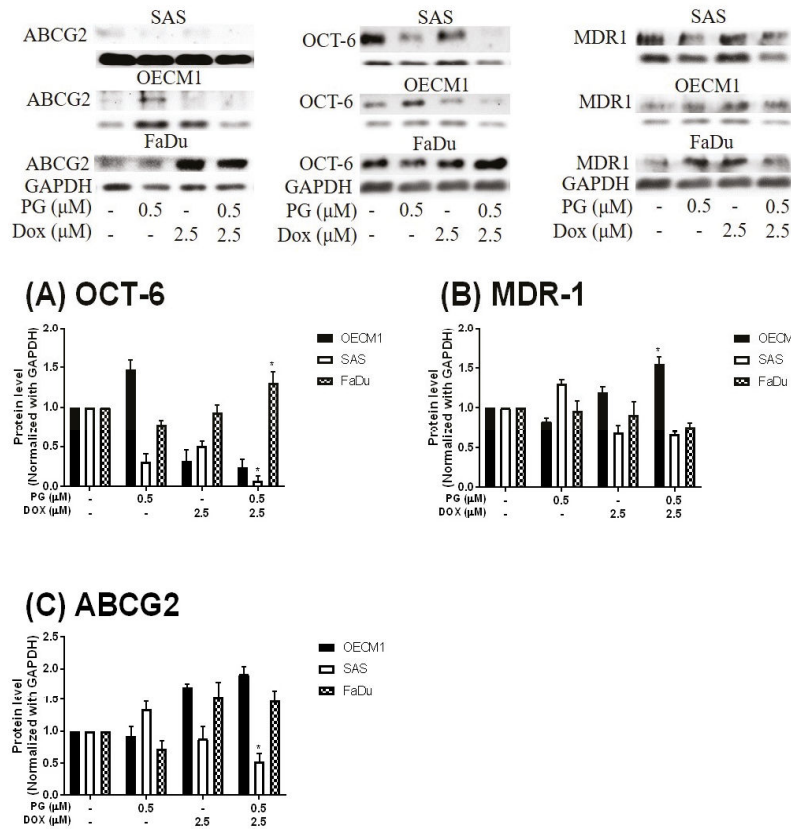 SAS SAS SAS
ABCG2 OCT-6 MDR1
OECM1 OECM1 OECM1
ABCG2 OCT-6 MDR1
FaDu FaDu FaDu
ABCG2 OCT-6 MDR1
GAPDH GAPDH GAPDH
PG (μM) - 0.5 - 0.5 PG (μM) - 0.5 - 0.5 PG (μM) - 0.5 - 0.5
Dox (μM) - - 2.5 2.5 Dox (μM) - - 2.5 2.5 Dox (μM) - - 2.5 2.5
(A) OCT-6
Protein level
(Normalized with GAPDH)
2.0
1.5
1.0
0.5
0.0
* *
OECM1
SAS
FaDu
PG (μM) - 0.5 - 0.5
DOX (μM) - - 2.5 2.5
(B) MDR-1
Protein level
(Normalized with GAPDH)
2.0
1.5
1.0
0.5
0.0
*
OECM
SAS
FaDu
PG (μM) - 0.5 - 0.5
DOX (μM) - - 2.5 2.5
(C) ABCG2
Protein level
(Normalized with GAPDH)
2.5
2.0
1.5
1.0
0.5
0.0
*
OECM1
SAS
FaDu
PG (μM) - 0.5 - 0.5
DOX (μM) - - 2.5 2.5